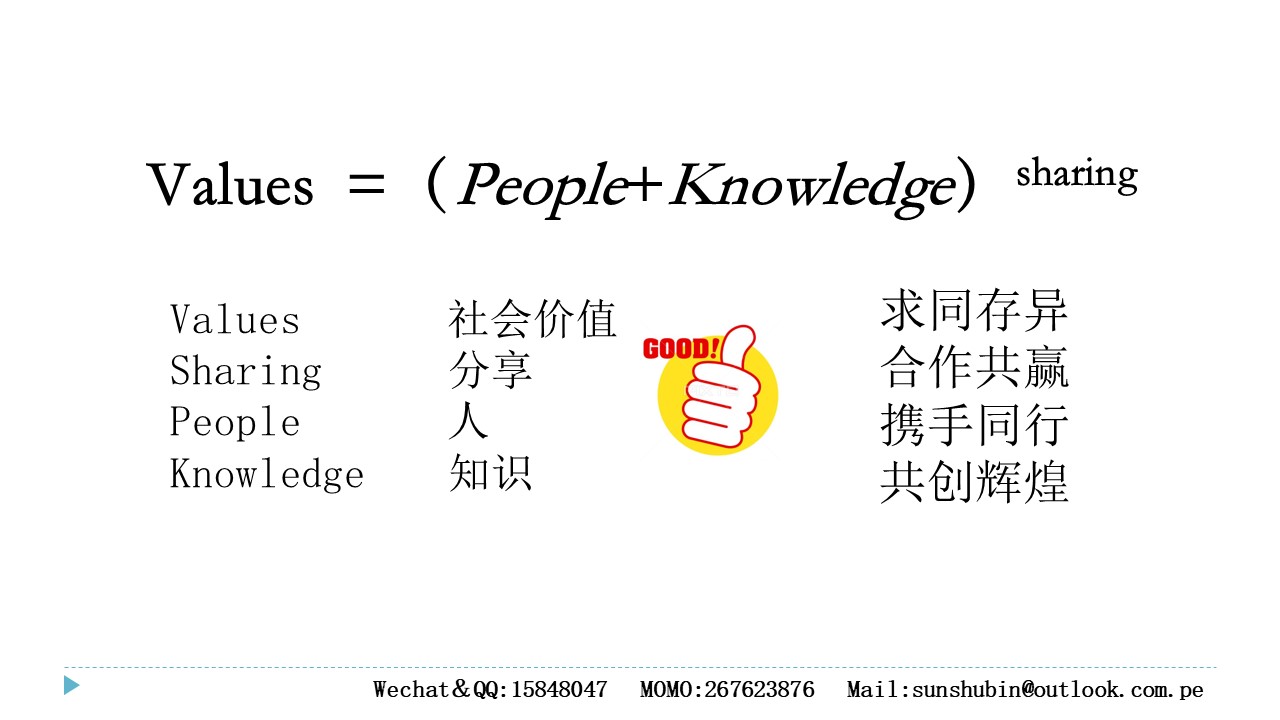 Values =（People+Knowledge）sharing
Values 社会价值
Sharing 分享
People 人
Knowledge 知识
GOOD!
求同存异
合作共赢
携手同行
共创辉煌
Wechat&QQ:15848047 MOMO:267623876 Mail:sunshubin@outlook.com.pe